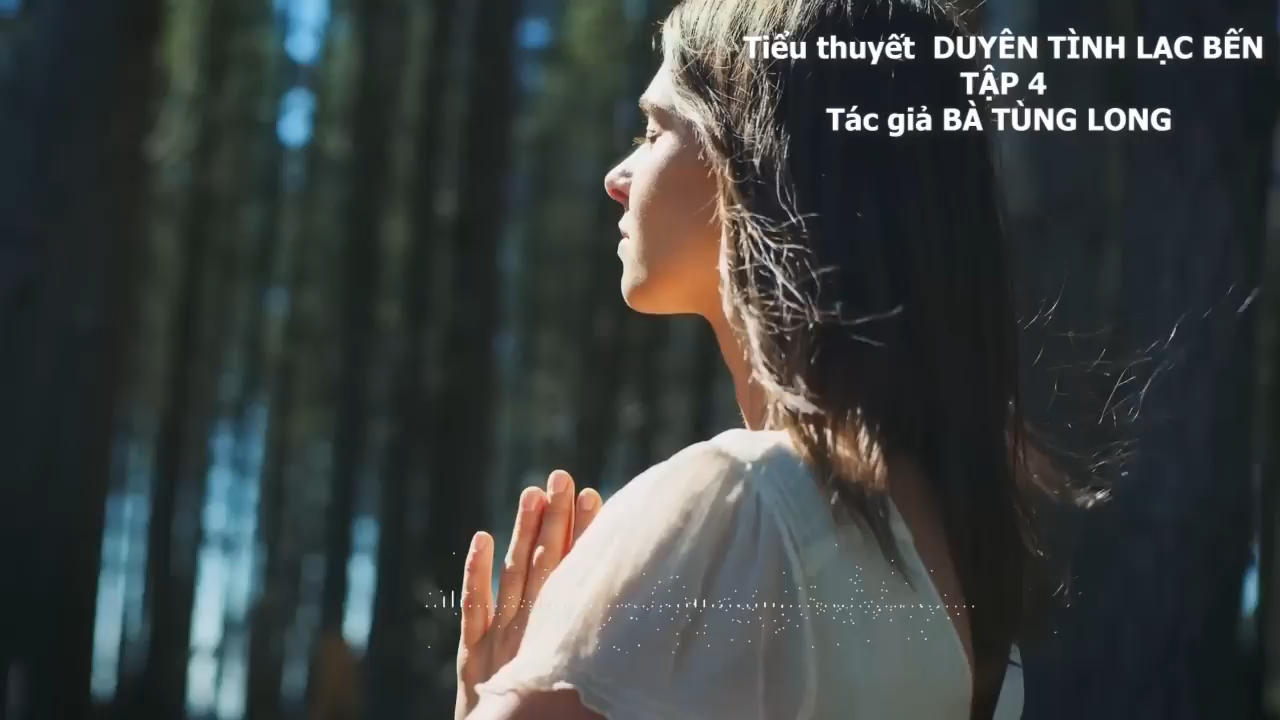 Tiểu thuyết DUYÊN TÌNH LẠC BẾN
TẬP 4
Tác giả BÀ TÙNG LONG